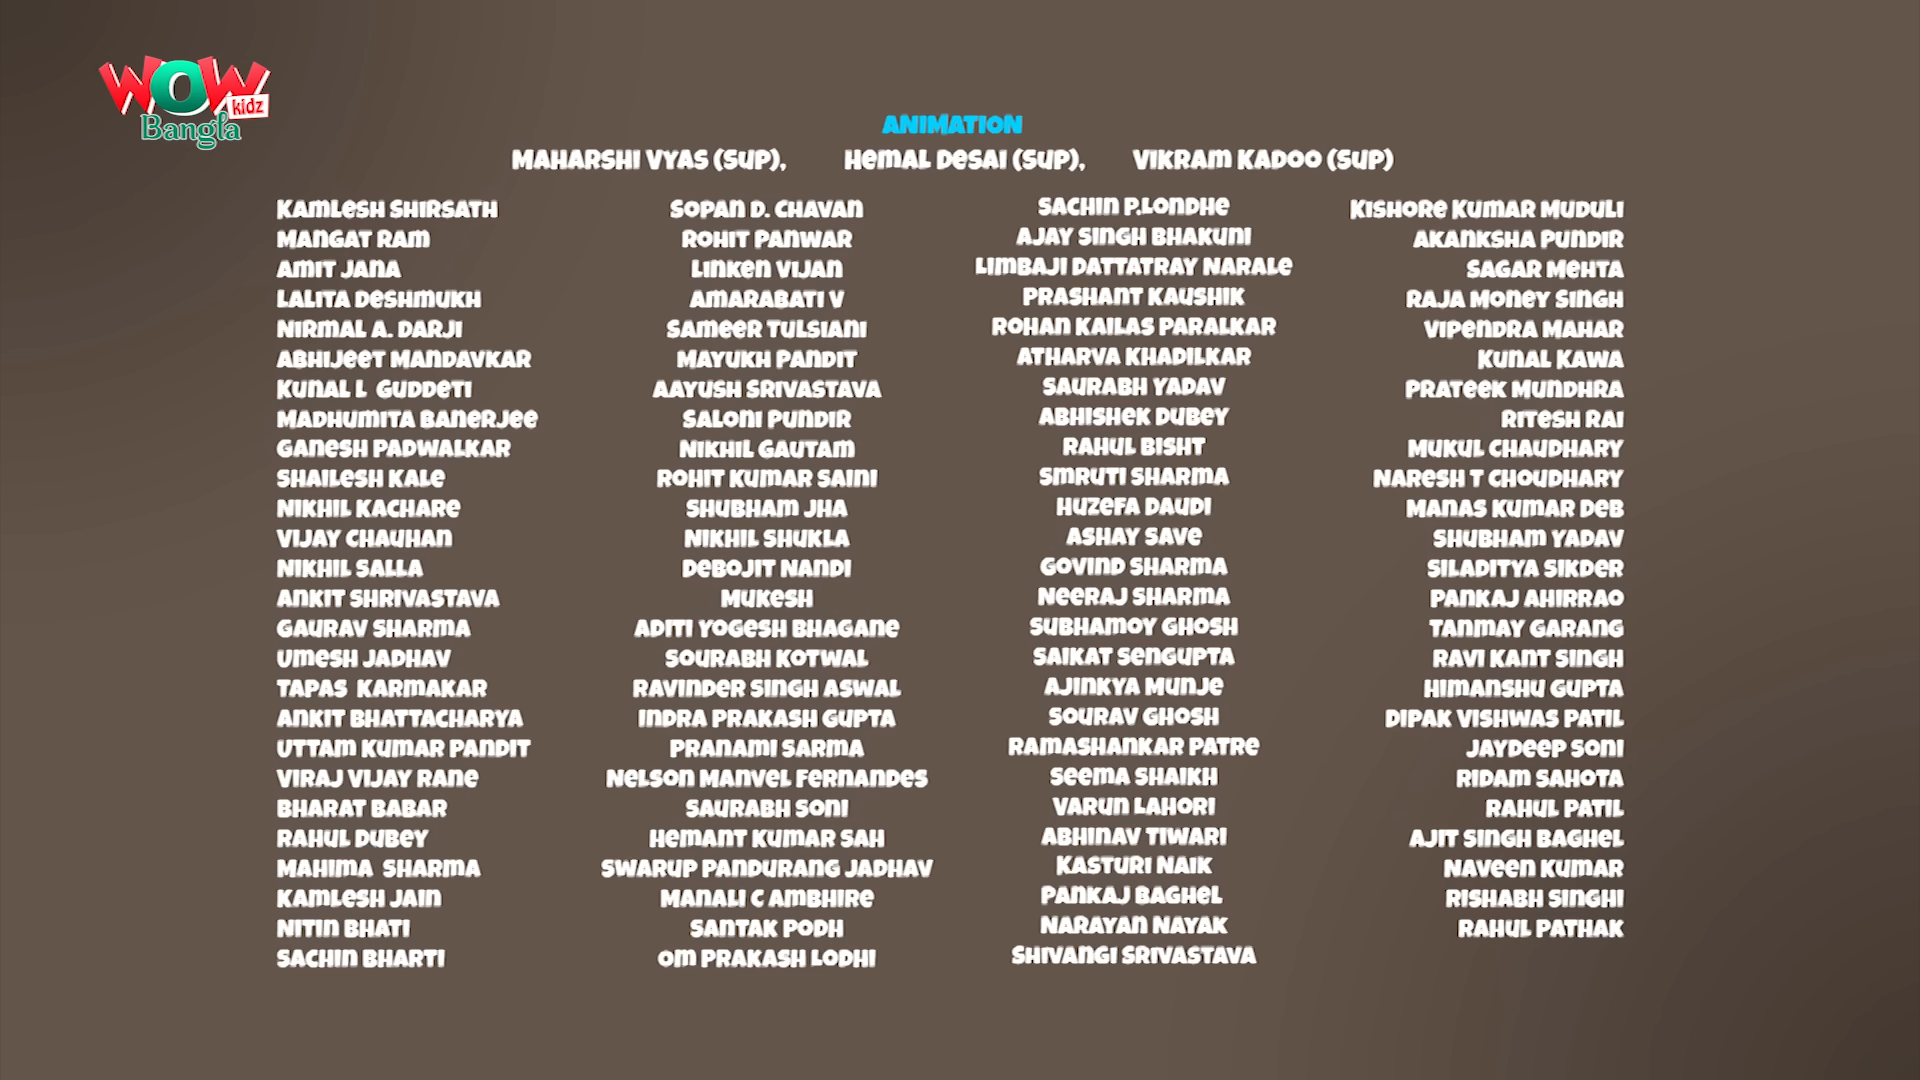 WOW
kidz
Bangla
ANIMATION
MAHARSHI VYAS (SUP), HEMAL DESAI (SUP), VIKRAM KADOO (SUP)
KAMLESH SHIRSATH
MANGAT RAM
AMIT JANA
LALITA DESHMUKH
NIRMAL A. DARJI
ABHIJEET MANDAVKAR
KUNAL L GUDDETI
MADHUMITA BANERJEE
GANESH PADWALKAR
SHAILESH KALE
NIKHIL KACHARE
VIJAY CHAUHAN
NIKHIL SALLA
ANKIT SHRIVASTAVA
GAURAV SHARMA
UMESH JADHAV
TAPAS KARMAKAR
ANKIT BHATTACHARYA
UTTAM KUMAR PANDIT
VIRAJ VIJAY RANE
BHARAT BABAR
RAHUL DUBEY
MAHIMA SHARMA
KAMLESH JAIN
NITIN BHATI
SACHIN BHARTI
SOPAN D. CHAVAN
ROHIT PANWAR
LINKEN VIJAN
AMARABATI V
SAMEER TULSIANI
MAYUKH PANDIT
AAYUSH SRIVASTAVA
SALONI PUNDIR
NIKHIL GAUTAM
ROHIT KUMAR SAINI
SHUBHAM JHA
NIKHIL SHUKLA
DEBOJIT NANDI
MUKESH
ADITI YOGESH BHAGANE
SOURABH KOTWAL
RAVINDER SINGH ASWAL
INDRA PRAKASH GUPTA
PRANAMI SARMA
NELSON MANVEL FERNANDES
SAURABH SONI
HEMANT KUMAR SAH
SWARUP PANDURANG JADHAV
MANALI C AMBHIRE
SANTAK PODH
OM PRAKASH LODHI
SACHIN P.LONDHE
AJAY SINGH BHAKUNI
LIMBAJI DATTATRAY NARALE
PRASHANT KAUSHIK
ROHAN KAILAS PARALKAR
ATHARVA KHADILKAR
SAURABH YADAV
ABHISHEK DUBEY
RAHUL BISHT
SMRUTI SHARMA
HUZEFA DAUDI
ASHAY SAVE
GOVIND SHARMA
NEERAJ SHARMA
SUBHAMOY GHOSH
SAIKAT SENGUPTA
AJINKYA MUNJE
SOURAV GHOSH
RAMASHANKAR PATRE
SEEMA SHAIKH
VARUN LAHORI
ABHINAV TIWARI
KASTURI NAIK
PANKAJ BAGHEL
NARAYAN NAYAK
SHIVANGI SRIVASTAVA
KISHORE KUMAR MUDULI
AKANKSHA PUNDIR
SAGAR MEHTA
RAJA MONEY SINGH
VIPENDRA MAHAR
KUNAL KAWA
PRATEEK MUNDHRA
RITESH RAI
MUKUL CHAUDHARY
NARESH T CHOUDHARY
MANAS KUMAR DEB
SHUBHAM YADAV
SILADITYA SIKDER
PANKAJ AHIRRAO
TANMAY GARANG
RAVI KANT SINGH
HIMANSHU GUPTA
DIPAK VISHWAS PATIL
JAYDEEP SONI
RIDAM SAHOTA
RAHUL PATIL
AJIT SINGH BAGHEL
NAVEEN KUMAR
RISHABH SINGHI
RAHUL PATHAK